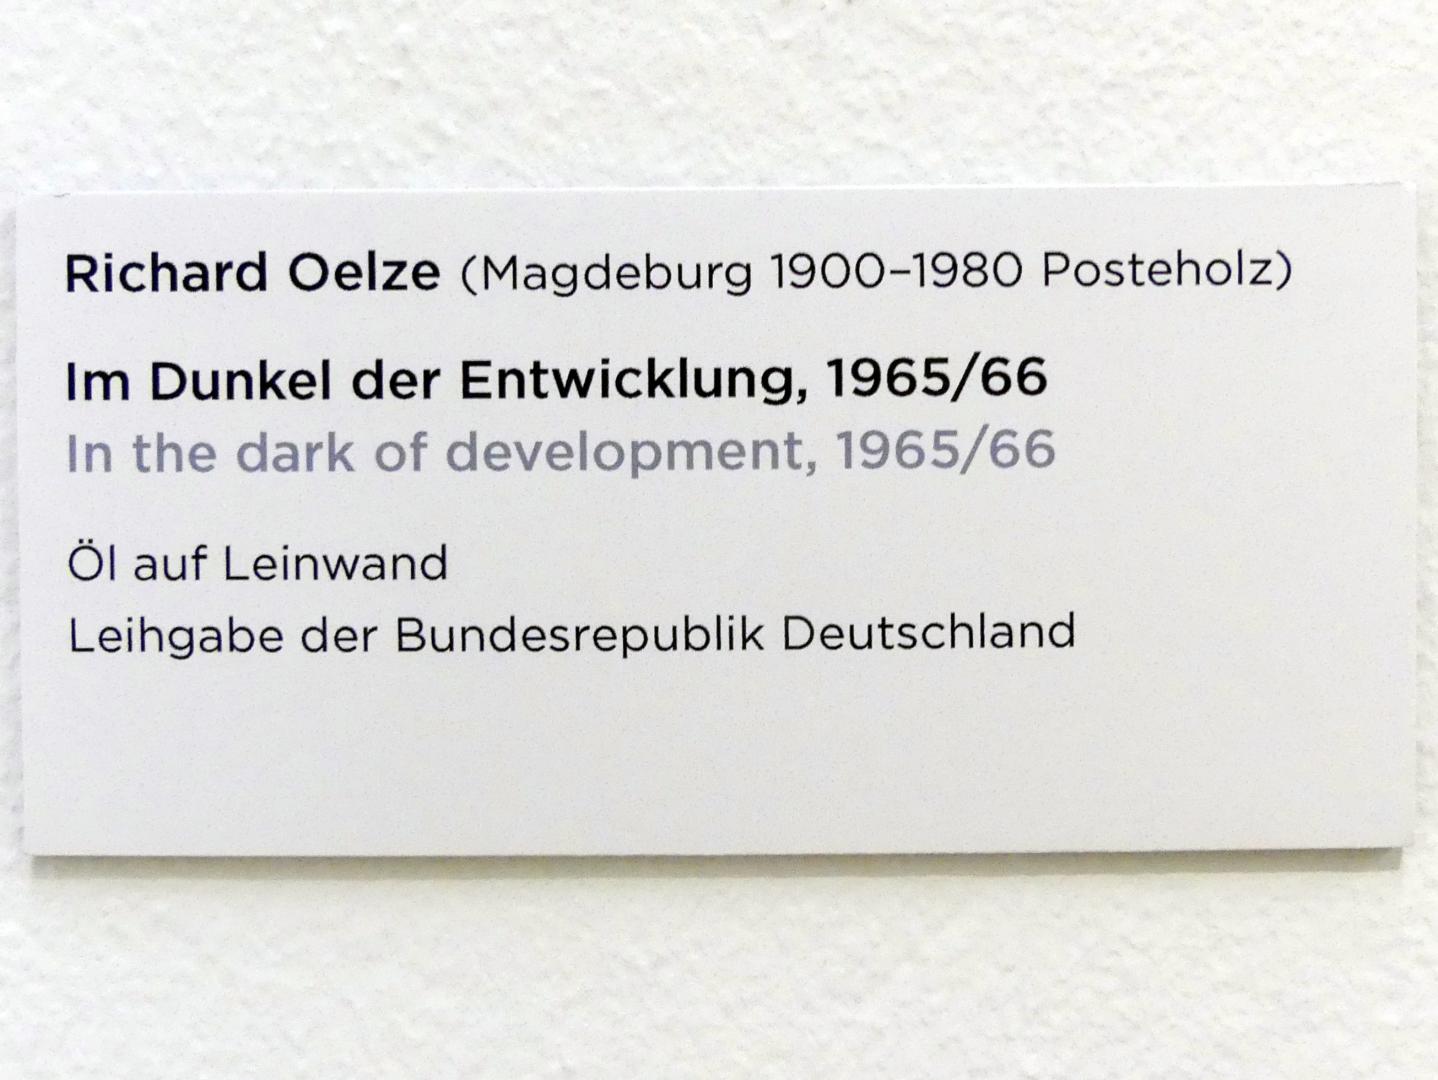 Richard Oelze (Magdeburg 1900–1980 Posteholz)
Im Dunkel der Entwicklung, 1965/66
In the dark of development, 1965/66
Öl auf Leinwand
Leihgabe der Bundesrepublik Deutschland